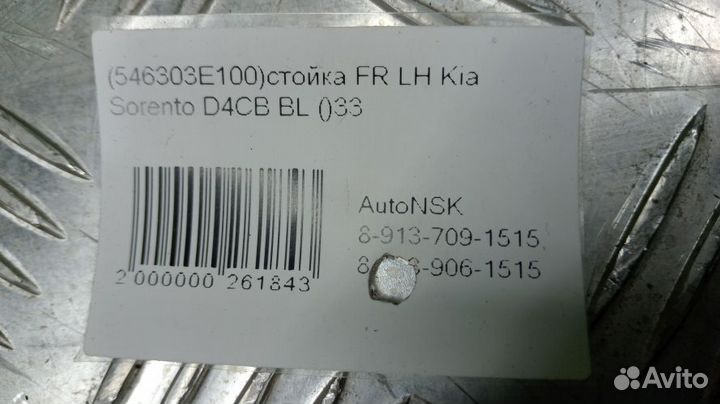 (546303E100)стойка FR LH Kia
Sorento D4CB BL ()33
AutoNSK
8-913-709-1515,
-906-1515
2 000000 261843
Avito